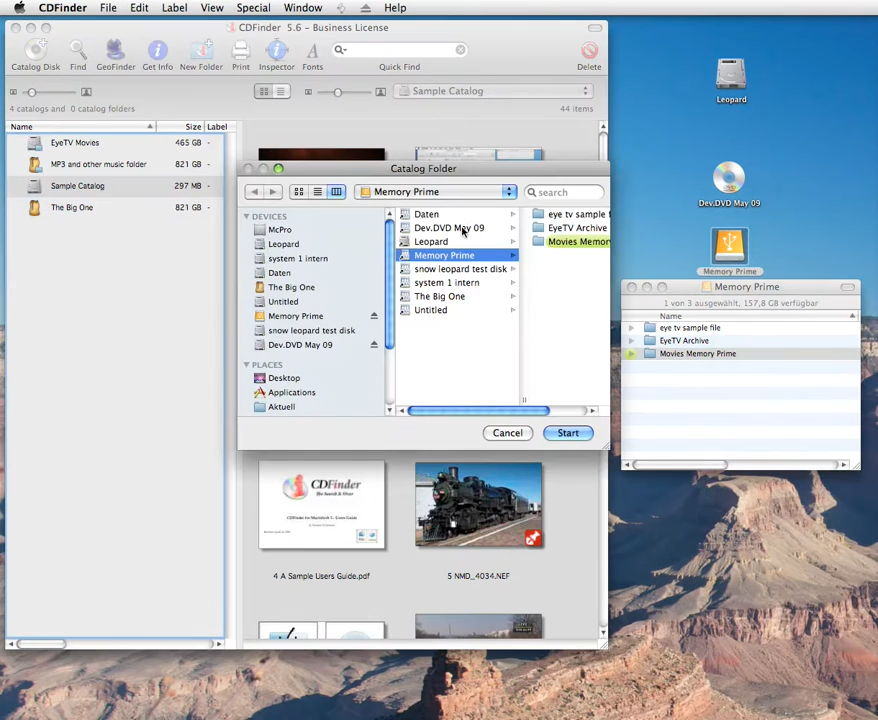 CDFinder File Edit Label View Special Window Help
CDFinder 5.6 - Business License
Catalog Disk Find GeoFinder Get Info New Folder Print Inspector Fonts Quick Find Delete
Sample Catalog
4 catalogs and 0 catalog folders
44 items
Name Size Label
EyeTV Movies 465 GB -
MP3 and other music folder 821 GB -
Sample Catalog 297 MB -
The Big One 821 GB -
Catalog Folder
Memory Prime
search
DEVICES
McPro
Leopard
system 1 intern
Daten
The Big One
Untitled
Memory Prime
snow leopard test disk
Dev.DVD May 09
PLACES
Desktop
Applications
Aktuell
Daten
Dev.DVD May 09
Leopard
Memory Prime
snow leopard test disk
system 1 intern
The Big One
Untitled
eye tv sample f
EyeTV Archive
Movies Memory
Cancel Start
CDFinder
The Search is Over
4 A Sample Users Guide.pdf
5 NMD_4034.NEF
Leopard
Dev.DVD May 09
Memory Prime
Memory Prime
1 von 3 ausgewählt, 157,8 GB verfügbar
Name
eye tv sample file
EyeTV Archive
Movies Memory Prime